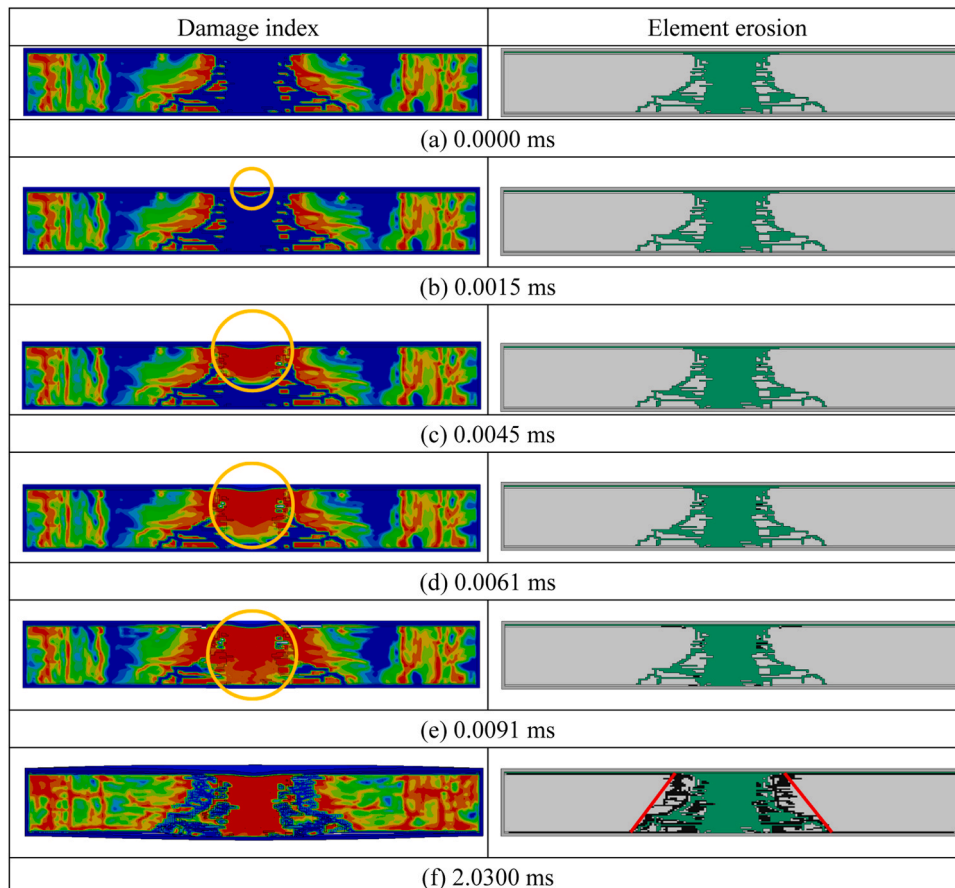 Damage index
Element erosion
(a) 0.0000 ms
(b) 0.0015 ms
(c) 0.0045 ms
(d) 0.0061 ms
(e) 0.0091 ms
(f) 2.0300 ms